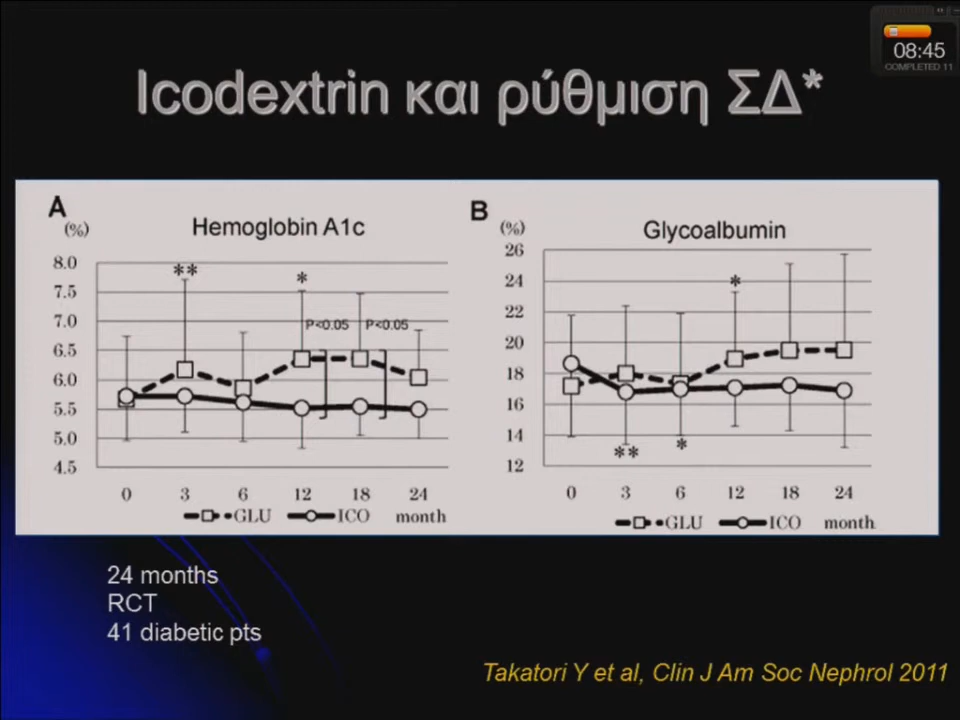 08:45
COMPLETED 11
Icodextrin και ρύθμιση ΣΔ*
A
(%)
Hemoglobin A1c
8.0
7.5
7.0
6.5
6.0
5.5
5.0
4.5
**
*
P<0.05 P<0.05
0 3 6 12 18 24
GLU ICO month
B
(%)
Glycoalbumin
26
24
22
20
18
16
14
12
*
** *
0 3 6 12 18 24
GLU ICO month
24 months
RCT
41 diabetic pts
Takatori Y et al, Clin J Am Soc Nephrol 2011